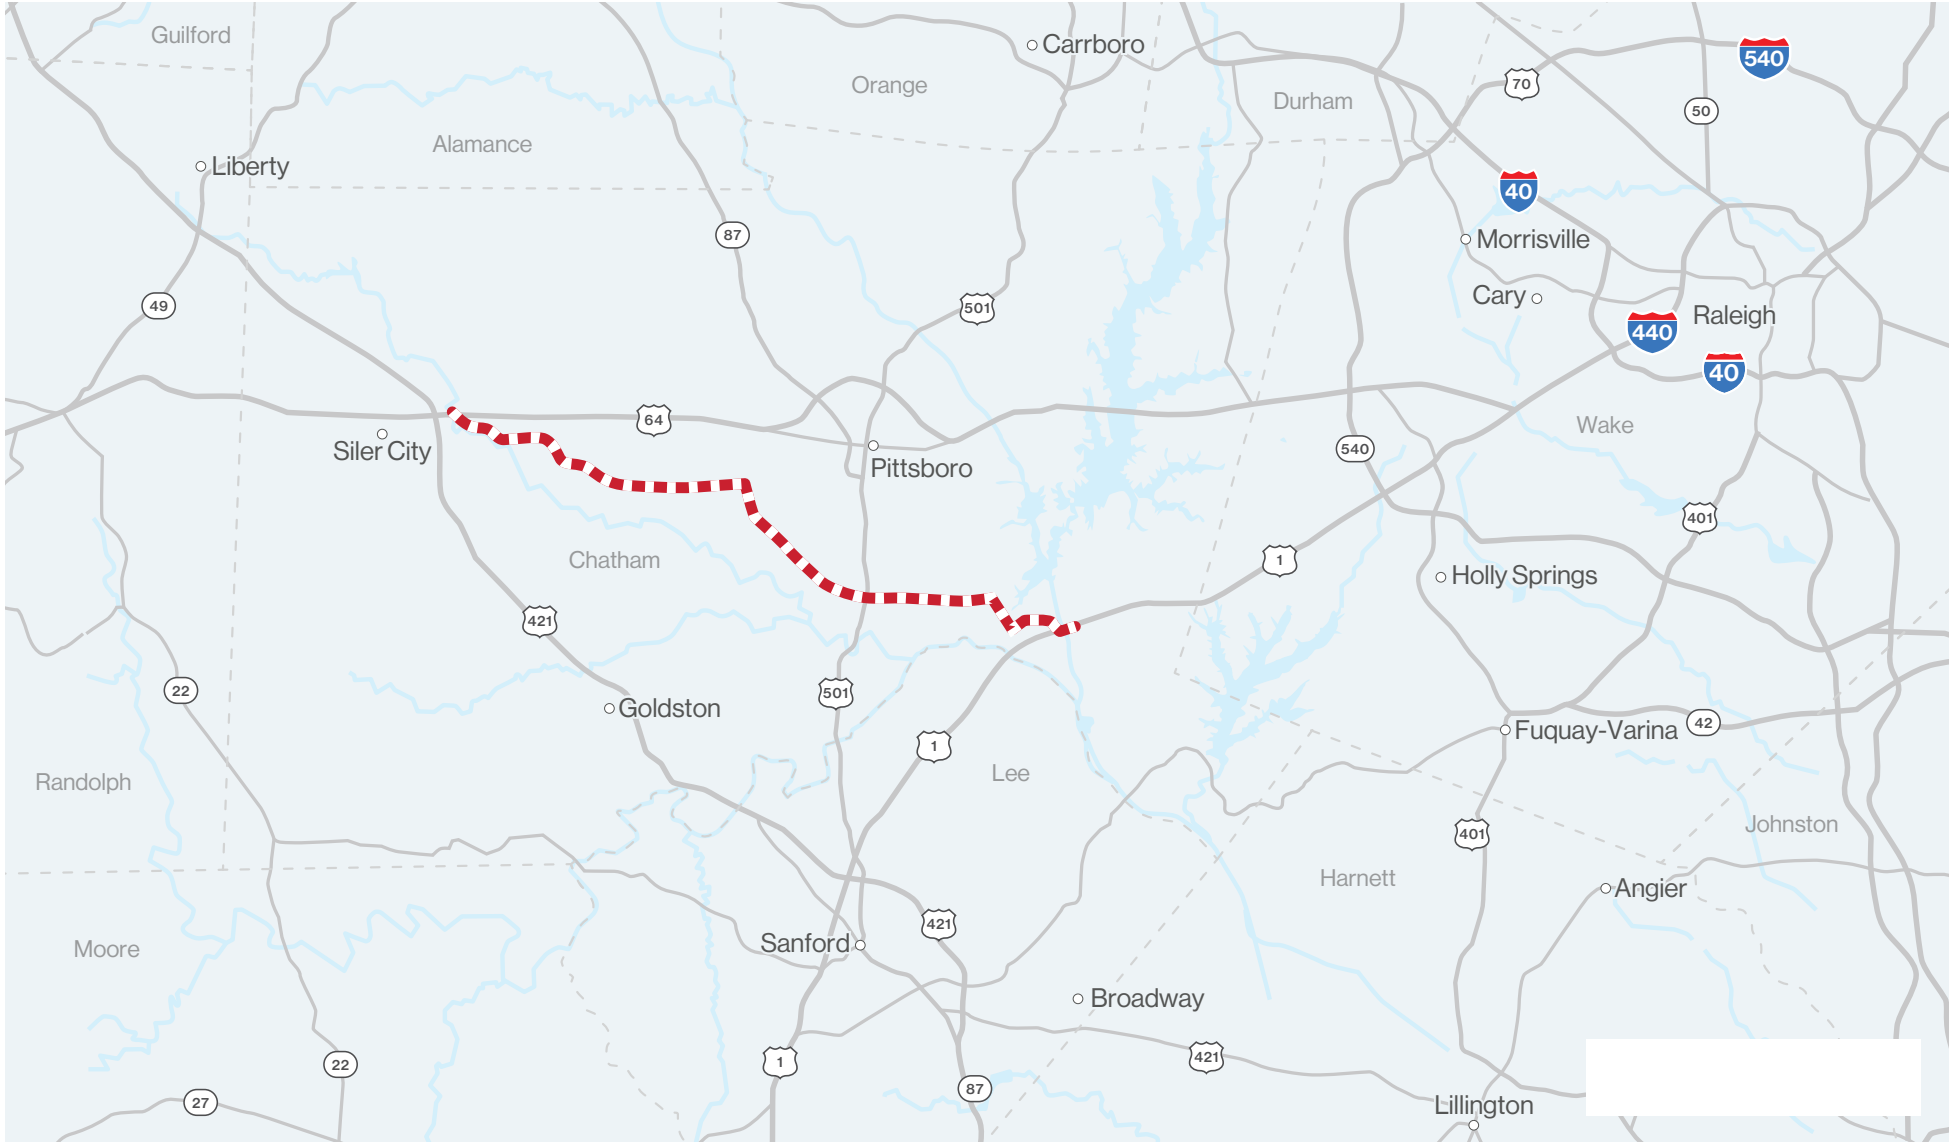 Guilford
Carrboro
540
Orange
70
Durham
50
Alamance
Liberty
40
87
Morrisville
49
501
Cary
Raleigh
440
40
64
Siler City
Pittsboro
Wake
540
401
Chatham
1
Holly Springs
421
22
501
Goldston
42
Fuquay-Varina
1
Lee
Randolph
401
Johnston
Harnett
Angier
421
Sanford
Moore
Broadway
22
1
421
87
27
Lillington